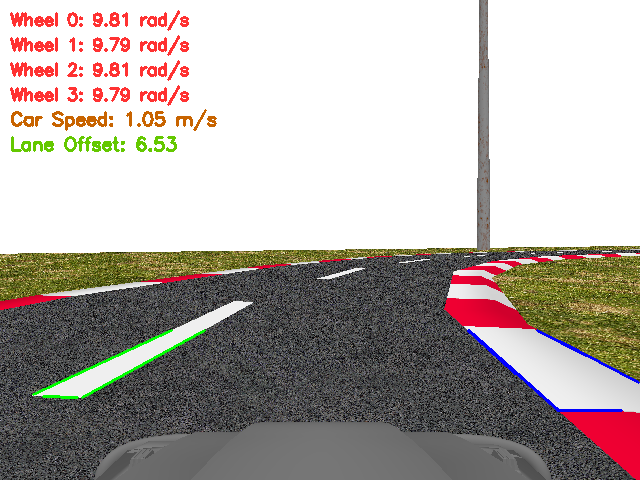 Wheel 0: 9.81 rad/s
Wheel 1: 9.79 rad/s
Wheel 2: 9.81 rad/s
Wheel 3: 9.79 rad/s
Car Speed: 1.05 m/s
Lane Offset: 6.53